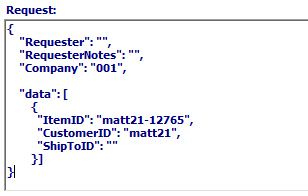 Request:
{
"Requester": "",
"RequesterNotes": "",
"Company": "001",
"data": [
{
"ItemID": "matt21-12765",
"CustomerID": "matt21",
"ShipToID": ""
}]
}